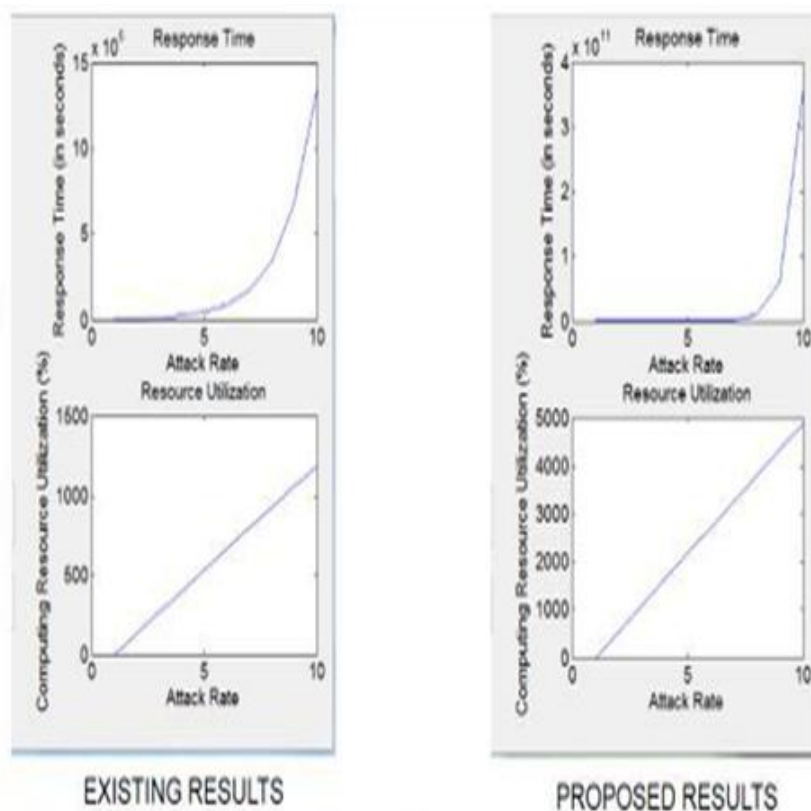 Response Time
15 x 10
Response Time (in seconds)
15
10
5
0
0 5 10
Attack Rate
Resource Utilization
Computing Resource Utilization (%)
1500
1000
500
0
0 5 10
Attack Rate
EXISTING RESULTS
x 10^11
Response Time
Response Time (in seconds)
4
3
2
1
0
0 5 10
Attack Rate
Resource Utilization
Computing Resource Utilization (%)
5000
4000
3000
2000
1000
0
0 5 10
Attack Rate
PROPOSED RESULTS